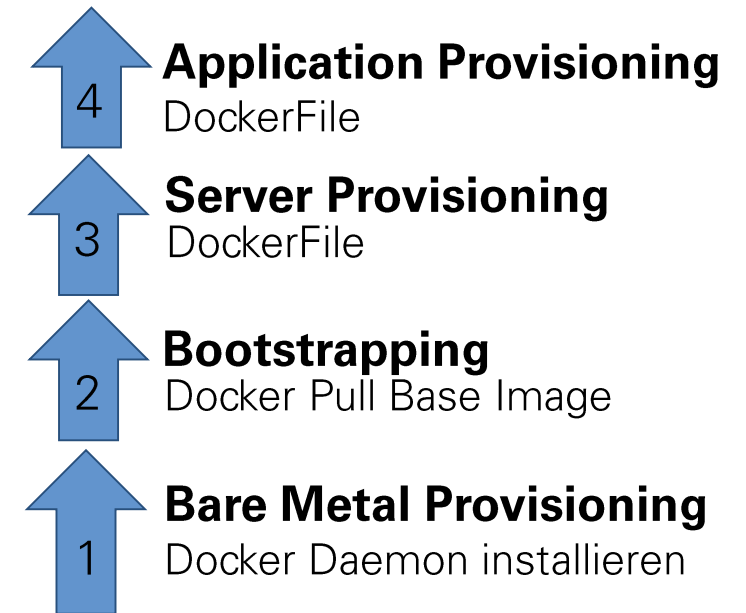 4
Application Provisioning
DockerFile
3
Server Provisioning
DockerFile
2
Bootstrapping
Docker Pull Base Image
1
Bare Metal Provisioning
Docker Daemon installieren